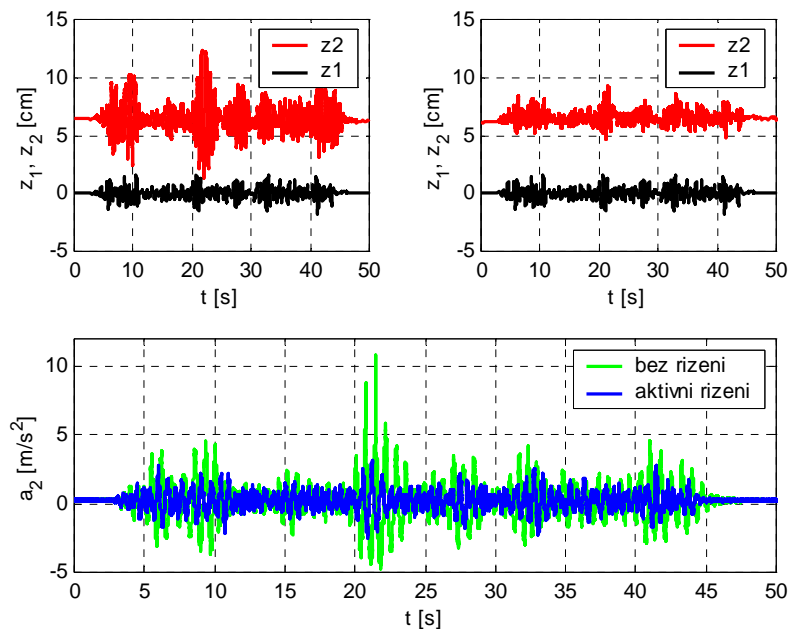 15
10
5
0
-5
z1, z2 [cm]
0 10 20 30 40 50
t [s]
z2
z1
15
10
5
0
-5
z1, z2 [cm]
0 10 20 30 40 50
t [s]
z2
z1
10
5
0
-5
a2 [m/s²]
0 5 10 15 20 25 30 35 40 45 50
t [s]
bez rizeni
aktivni rizeni